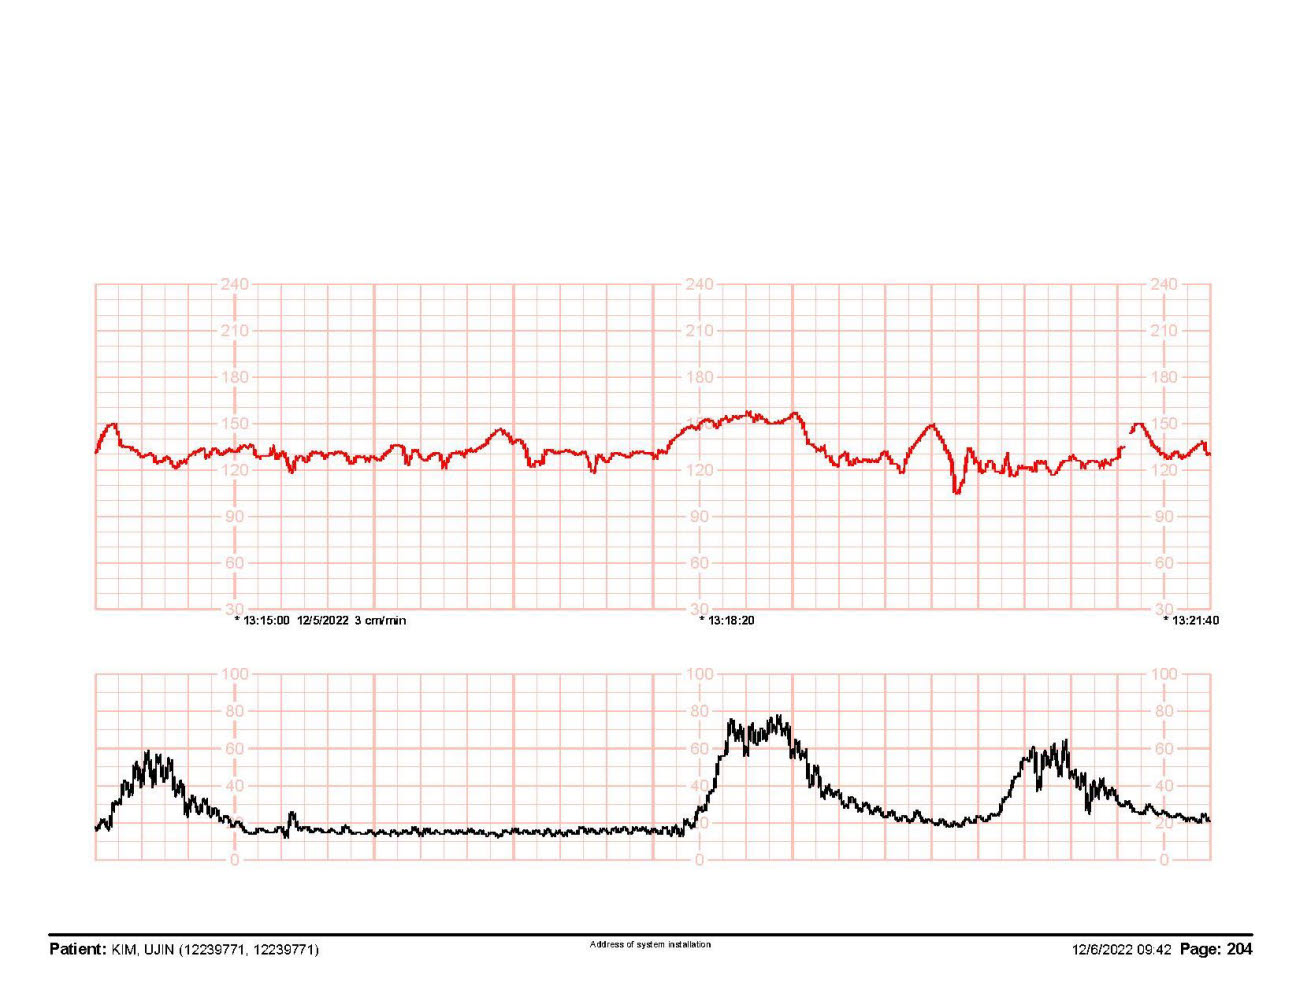 240 240 240
210 210 210
180 180 180
150 150 150
120 120 120
90 90 90
60 60 60
30 30 30
* 13:15:00 12/5/2022 3 cm/min * 13:18:20 * 13:21:40
100 100 100
80 80 80
60 60 60
40 40 40
20 20 20
0 0 0
Patient: KIM, UJIN (12239771, 12239771) Address of system installation 12/6/2022 09:42 Page: 204